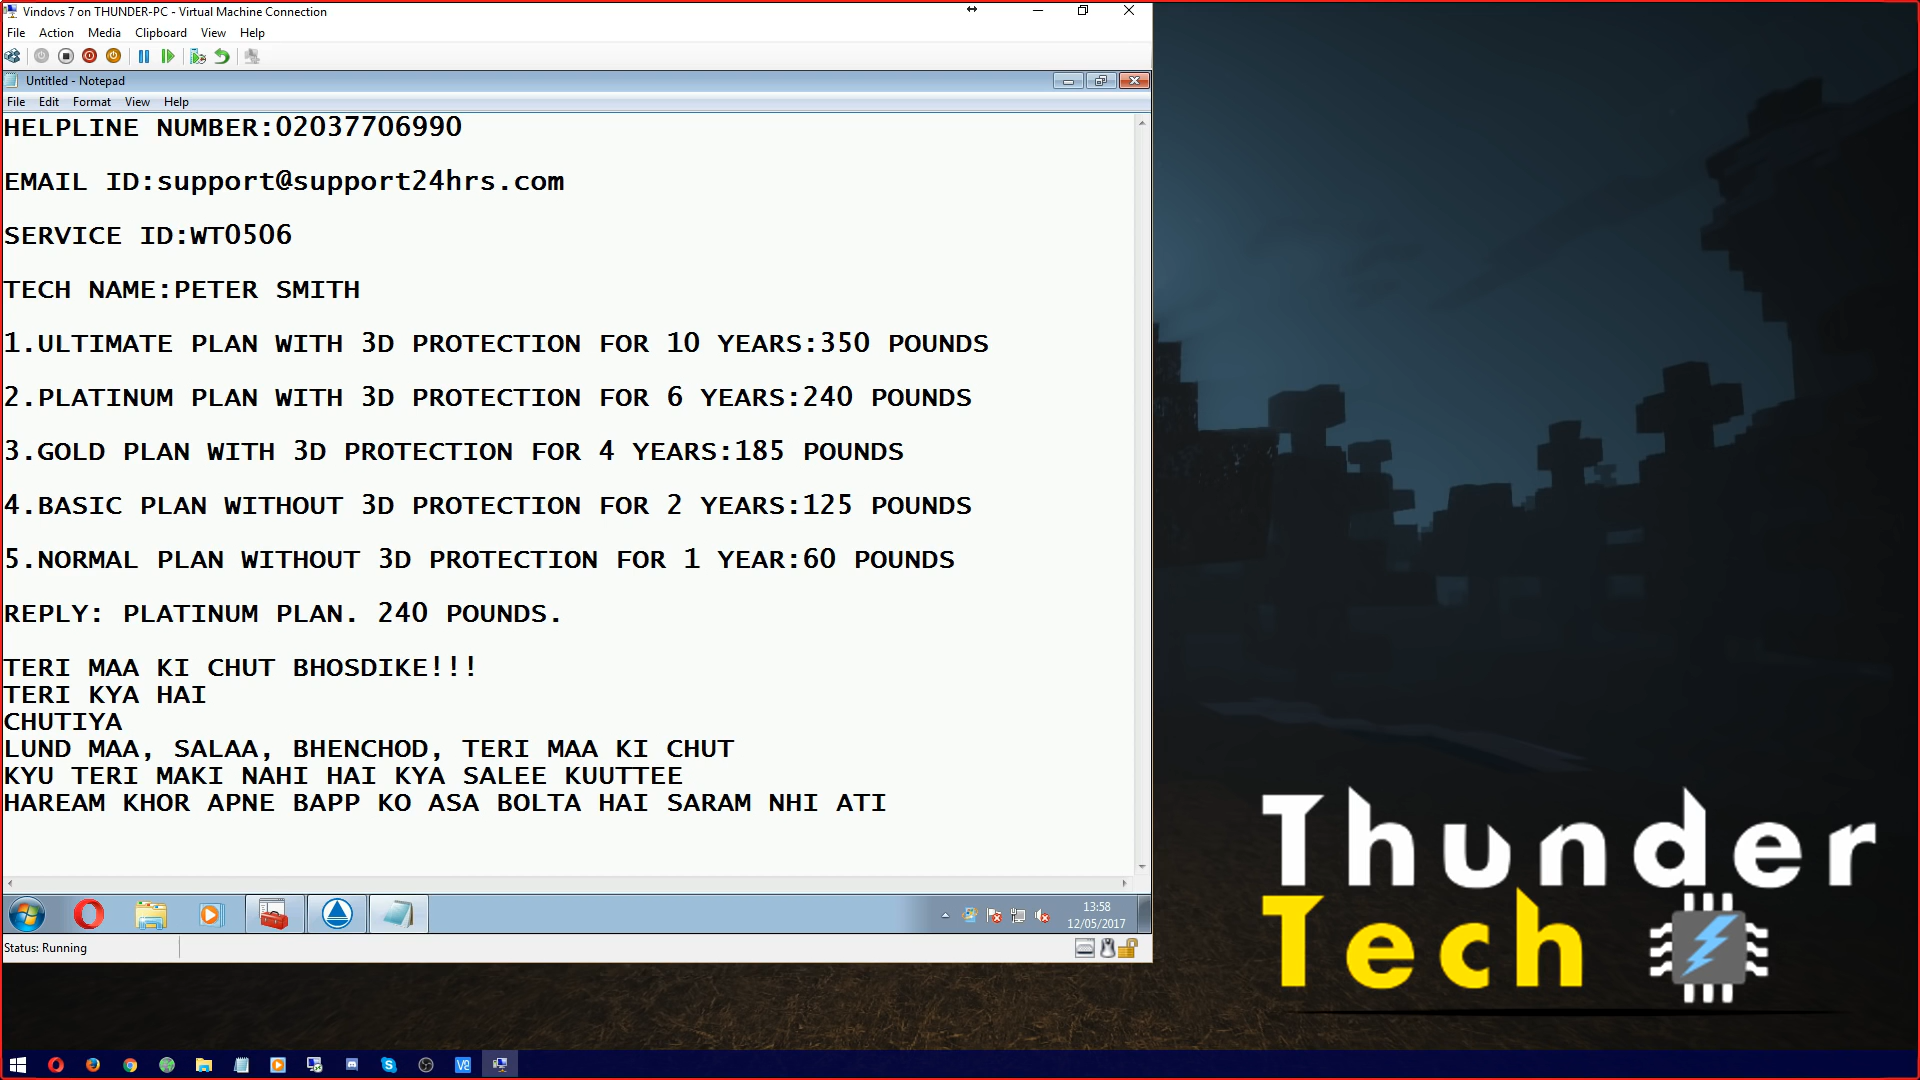 Vindovs 7 on THUNDER-PC - Virtual Machine Connection
File Action Media Clipboard View Help
Untitled - Notepad
File Edit Format View Help
HELPLINE NUMBER:02037706990
EMAIL ID:support@support24hrs.com
SERVICE ID:WT0506
TECH NAME:PETER SMITH
1.ULTIMATE PLAN WITH 3D PROTECTION FOR 10 YEARS:350 POUNDS
2.PLATINUM PLAN WITH 3D PROTECTION FOR 6 YEARS:240 POUNDS
3.GOLD PLAN WITH 3D PROTECTION FOR 4 YEARS:185 POUNDS
4.BASIC PLAN WITHOUT 3D PROTECTION FOR 2 YEARS:125 POUNDS
5.NORMAL PLAN WITHOUT 3D PROTECTION FOR 1 YEAR:60 POUNDS
REPLY: PLATINUM PLAN. 240 POUNDS.
TERI MAA KI CHUT BHOSDIKE!!!
TERI KYA HAI
CHUTIYA
LUND MAA, SALAA, BHENCHOD, TERI MAA KI CHUT
KYU TERI MAKI NAHI HAI KYA SALEE KUUTTEE
HAREAM KHOR APNE BAPP KO ASA BOLTA HAI SARAM NHI ATI
13:58
12/05/2017
Status: Running
Thunder
Tech